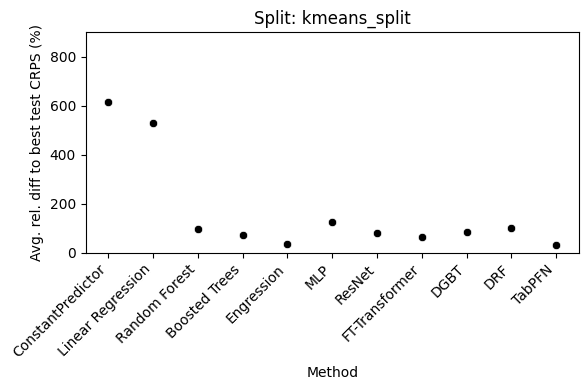 Split: kmeans_split
Avg. rel. diff to best test CRPS (%)
800
600
400
200
0
ConstantPredictor
Linear Regression
Random Forest
Boosted Trees
Engression
MLP
ResNet
FT-Transformer
DGBT
DRF
TabPFN
Method